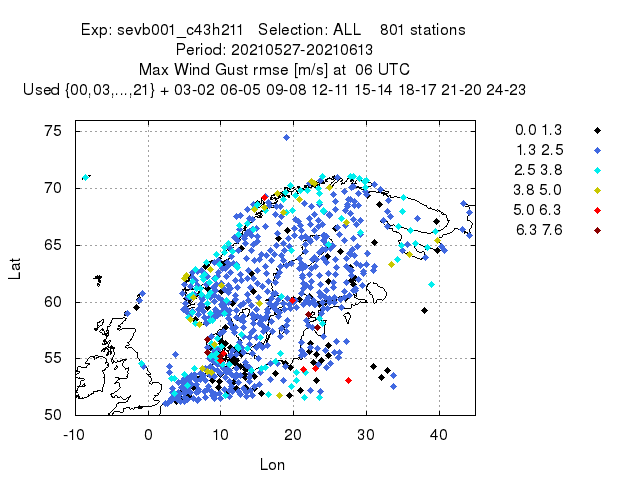 Exp: sevb001_c43h211 Selection: ALL 801 stations
Period: 20210527-20210613
Max Wind Gust rmse [m/s] at 06 UTC
Used {00,03,...,21} + 03-02 06-05 09-08 12-11 15-14 18-17 21-20 24-23
0.0 1.3
1.3 2.5
2.5 3.8
3.8 5.0
5.0 6.3
6.3 7.6
75
70
65
60
55
50
Lat
-10 0 10 20 30 40
Lon